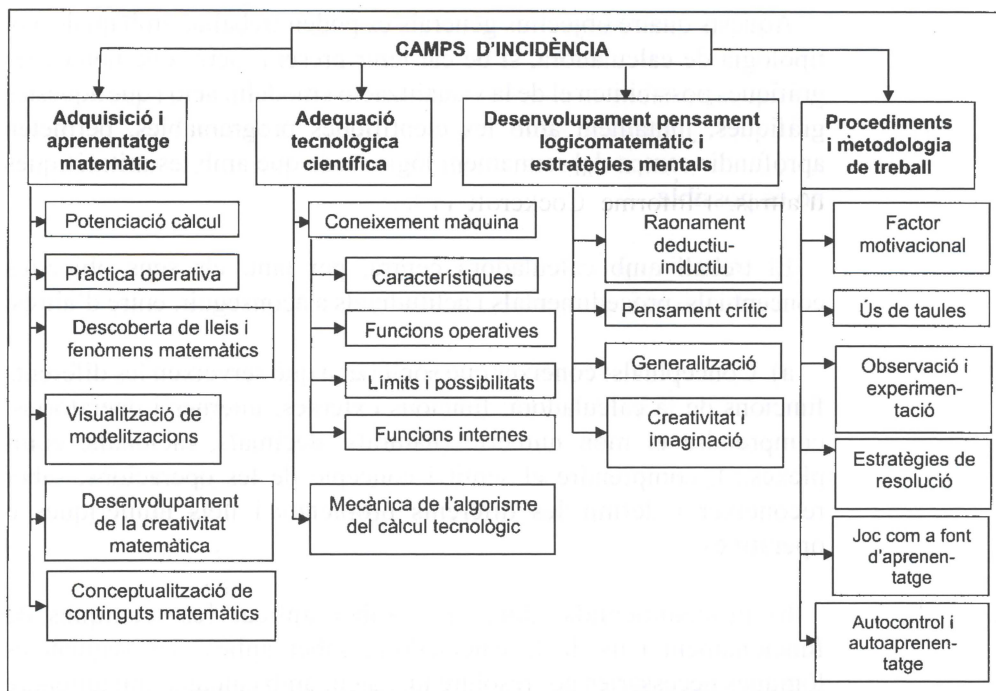 CAMPS D'INCIDÈNCIA
Adquisició i
aprenentatge
matemàtic
Potenciació càlcul
Pràctica operativa
Descoberta de lleis i
fenòmens matemàtics
Visualització de
modelitzacions
Desenvolupament
de la creativitat
matemàtica
Conceptualització de
continguts matemàtics
Adequació
tecnològica
científica
Coneixement màquina
Característiques
Funcions operatives
Límits i possibilitats
Funcions internes
Mecànica de l'algorisme
del càlcul tecnològic
Desenvolupament pensament
logicomatemàtic i
estratègies mentals
Raonament
deductiu-
inductiu
Pensament crític
Generalització
Creativitat i
imaginació
Procediments
i metodologia
de treball
Factor
motivacional
Ús de taules
Observació i
experimen-
tació
Estratègies de
resolució
Joc com a font
d'aprenen-
tatge
Autocontrol i
autoaprenen-
tatge